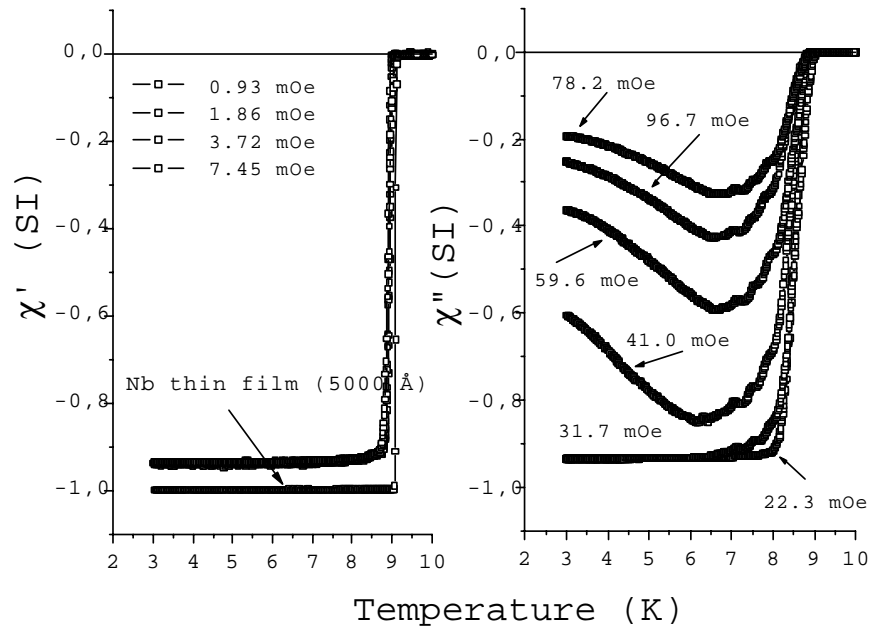 0,0
-0,2
-0,4
-0,6
-0,8
-1,0
χ' (SI)
0.93 mOe
1.86 mOe
3.72 mOe
7.45 mOe
Nb thin film (5000 Å)
2 3 4 5 6 7 8 9 10
0,0
-0,2
-0,4
-0,6
-0,8
-1,0
χ" (SI)
78.2 mOe
96.7 mOe
59.6 mOe
41.0 mOe
31.7 mOe
22.3 mOe
2 3 4 5 6 7 8 9 10
Temperature (K)